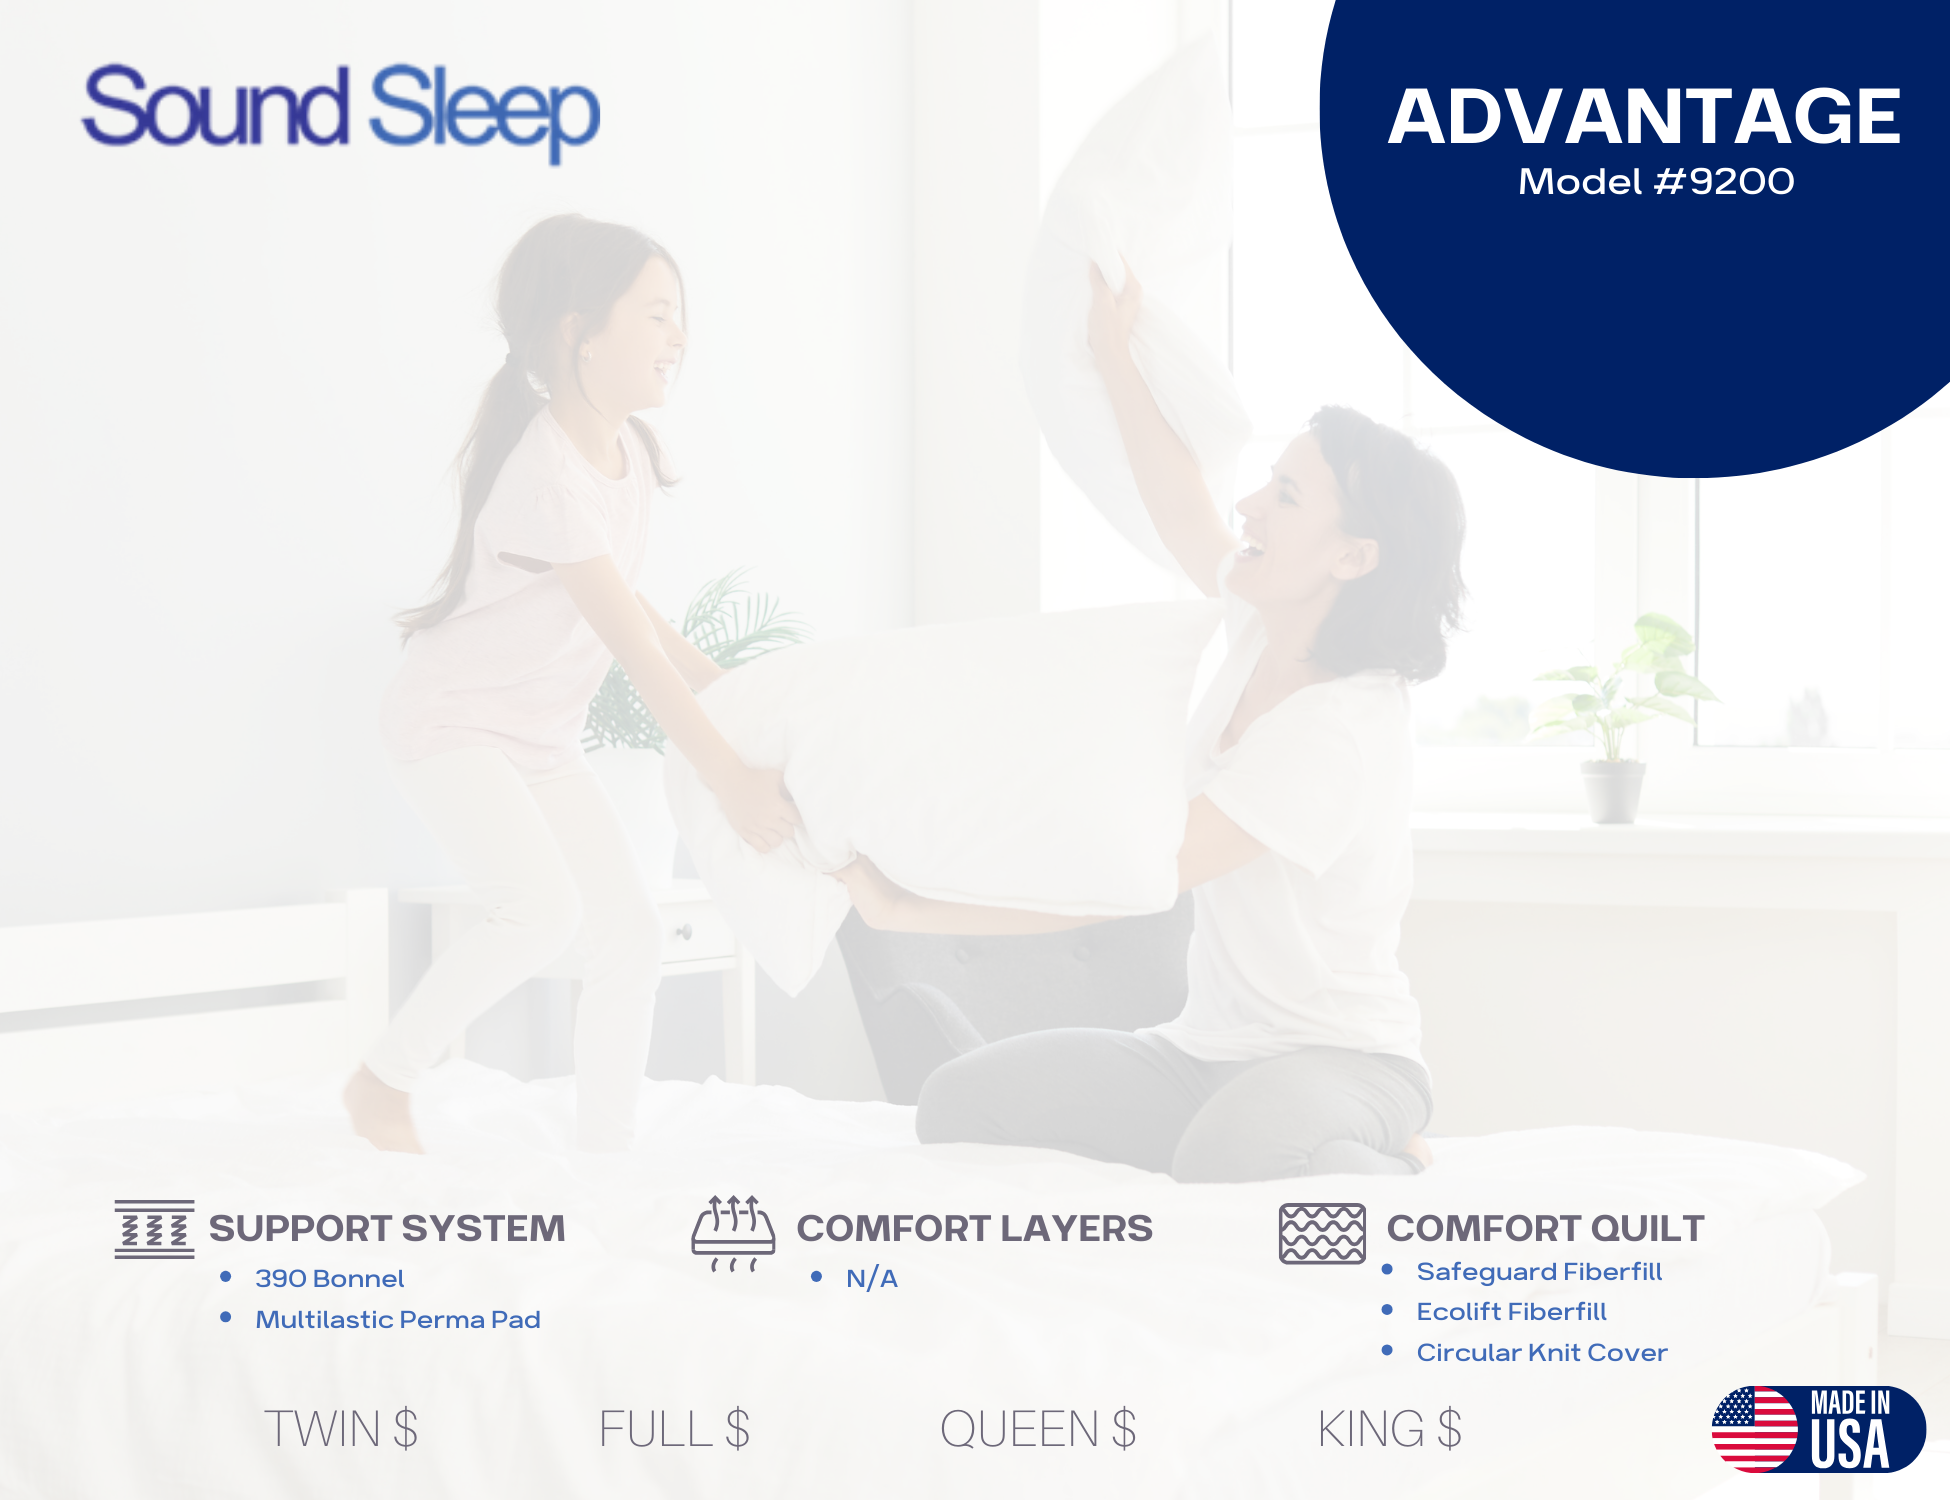 Sound Sleep
ADVANTAGE
Model #9200
SUPPORT SYSTEM
• 390 Bonnel
• Multilastic Perma Pad
COMFORT LAYERS
• N/A
COMFORT QUILT
• Safeguard Fiberfill
• Ecolift Fiberfill
• Circular Knit Cover
TWIN $
FULL $
QUEEN $
KING $
MADE IN
USA